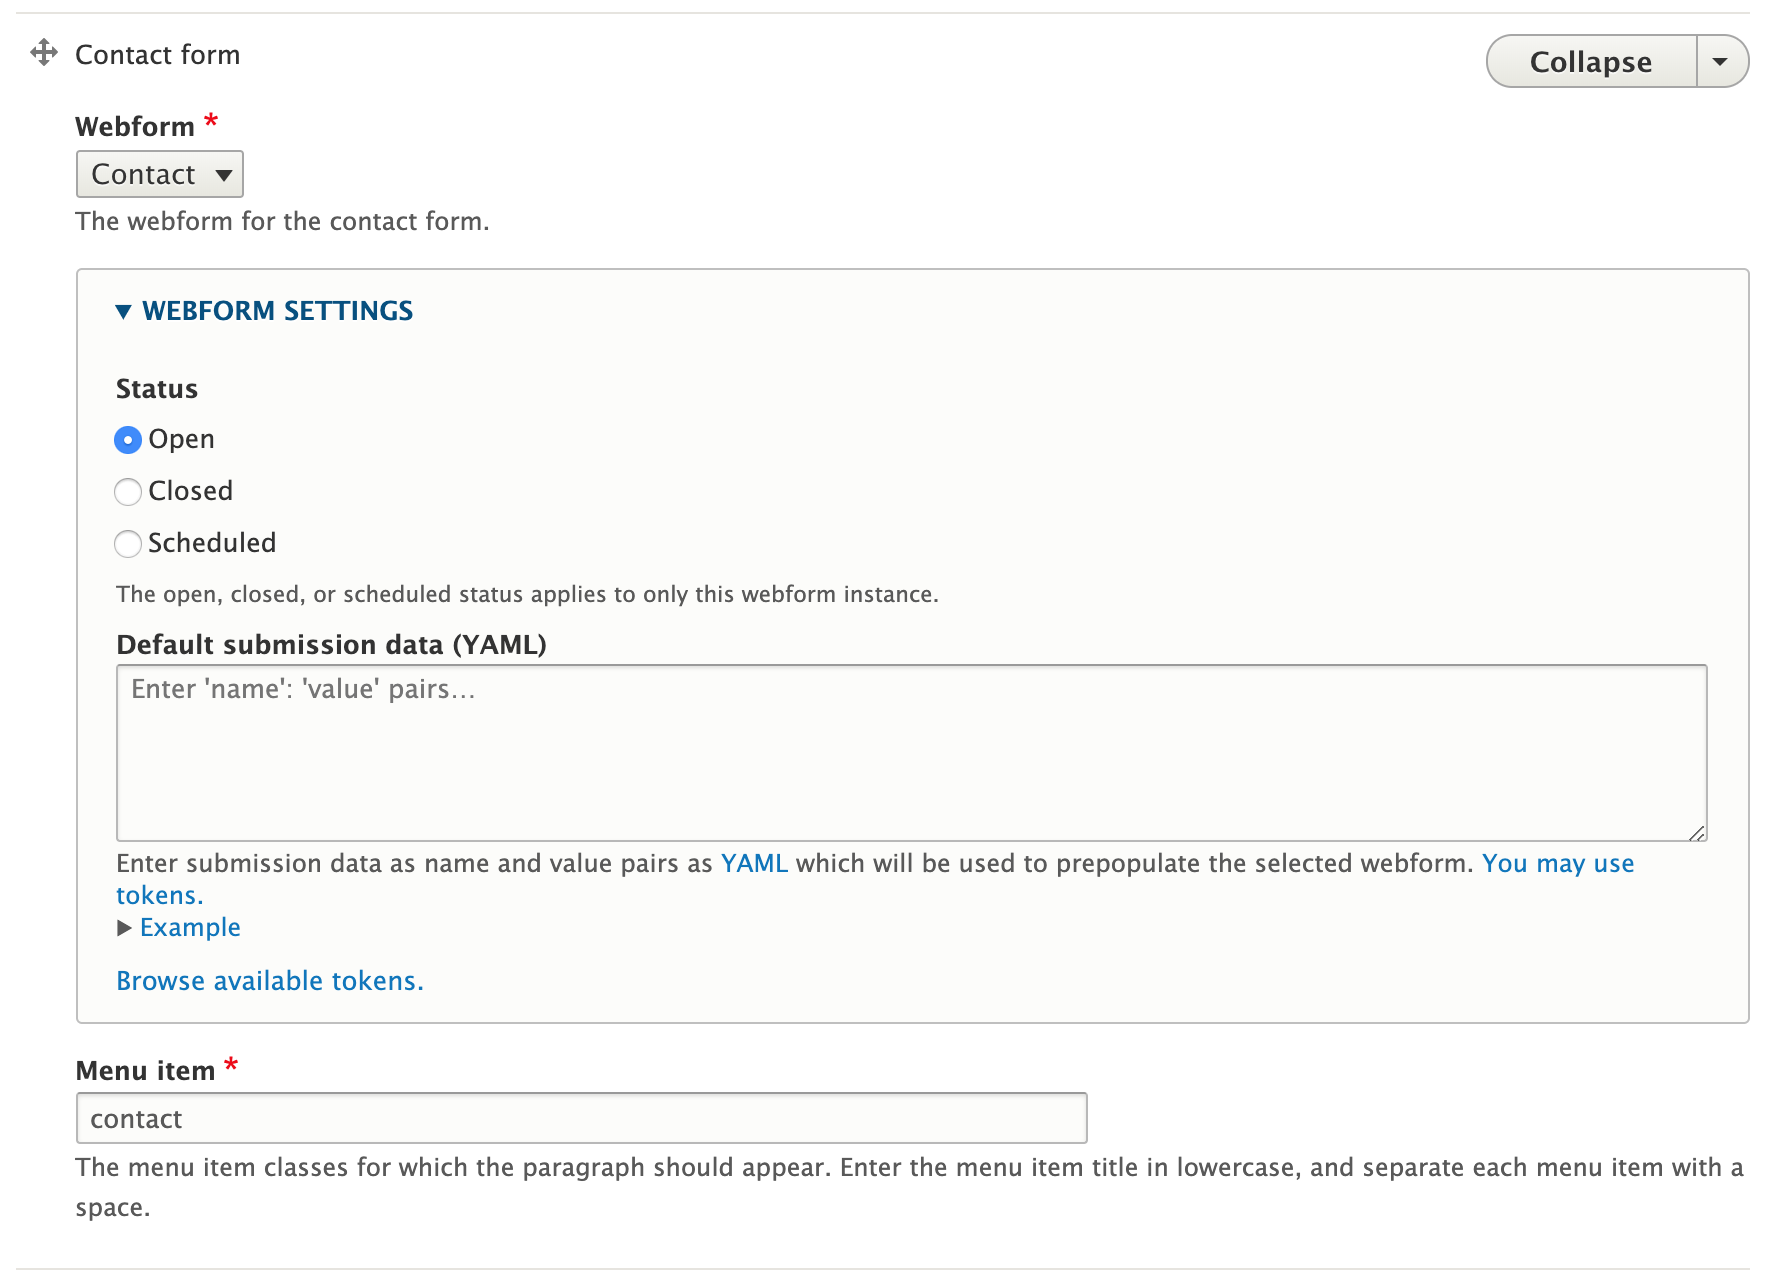 Contact form
Collapse
Webform *
Contact
The webform for the contact form.
WEBFORM SETTINGS
Status
Open
Closed
Scheduled
The open, closed, or scheduled status applies to only this webform instance.
Default submission data (YAML)
Enter 'name': 'value' pairs…
Enter submission data as name and value pairs as YAML which will be used to prepopulate the selected webform. You may use
tokens.
Example
Browse available tokens.
Menu item *
contact
The menu item classes for which the paragraph should appear. Enter the menu item title in lowercase, and separate each menu item with a
space.